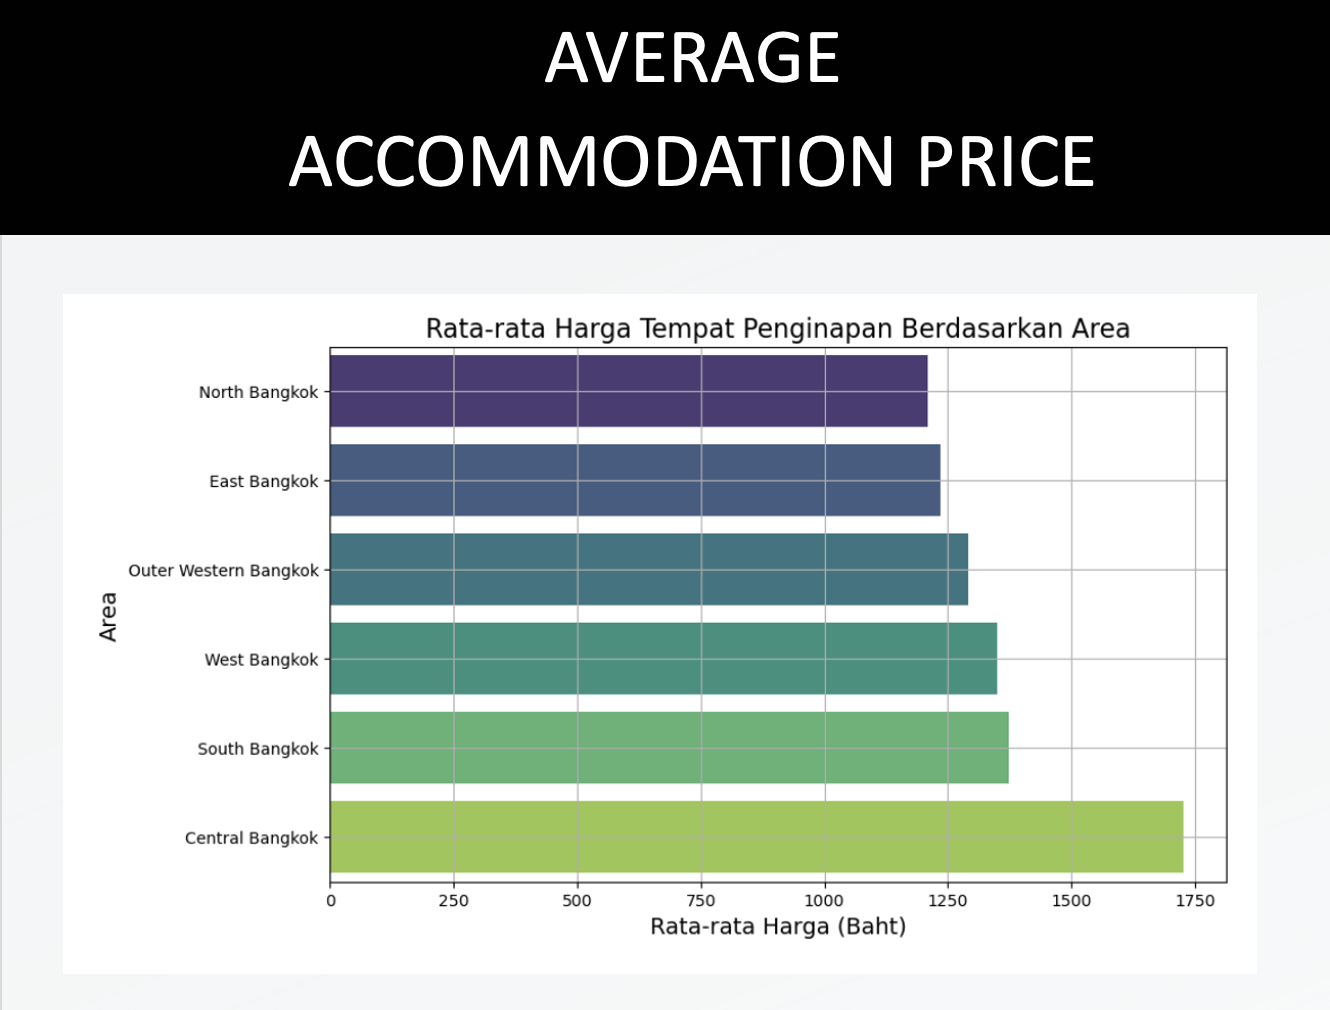 AVERAGE
ACCOMMODATION PRICE
Rata-rata Harga Tempat Penginapan Berdasarkan Area
North Bangkok
East Bangkok
Outer Western Bangkok
West Bangkok
South Bangkok
Central Bangkok
Area
0 250 500 750 1000 1250 1500 1750
Rata-rata Harga (Baht)